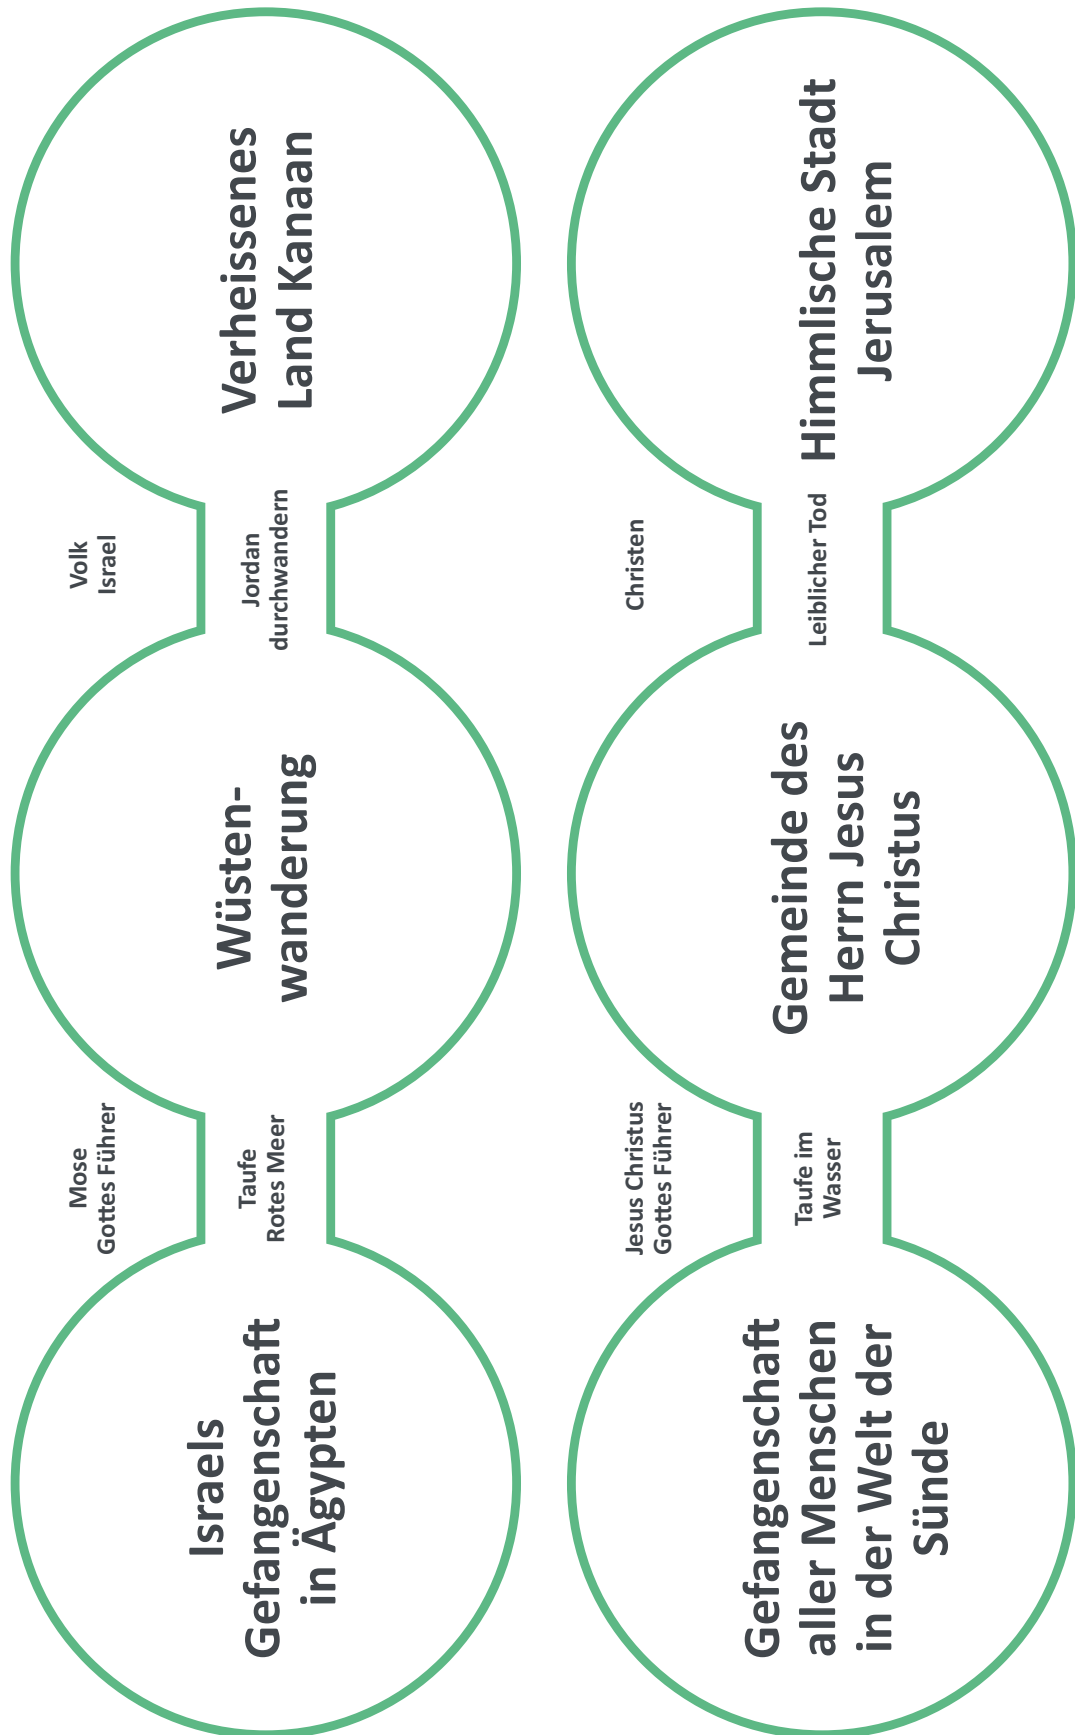 Israels
Gefangenschaft
in Ägypten
Mose
Gottes Führer
Taufe
Rotes Meer
Wüsten-
wanderung
Volk
Israel
Jordan
durchwandern
Verheissenes
Land Kanaan
Gefangenschaft
aller Menschen
in der Welt der
Sünde
Jesus Christus
Gottes Führer
Taufe im
Wasser
Gemeinde des
Herrn Jesus
Christus
Christen
Leiblicher Tod
Himmlische Stadt
Jerusalem